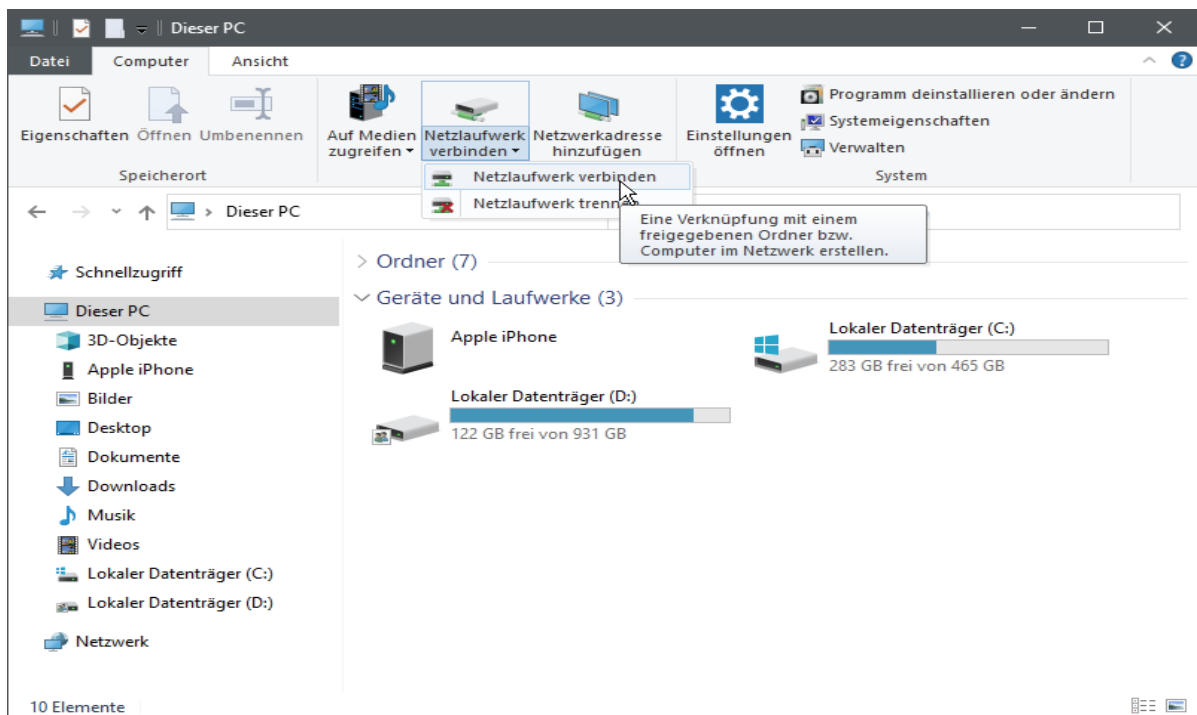 Dieser PC
Datei Computer Ansicht
Eigenschaften Öffnen Umbenennen
Auf Medien zugreifen
Netzlaufwerk verbinden
Netzwerkadresse hinzufügen
Einstellungen öffnen
Programm deinstallieren oder ändern
Systemeigenschaften
Verwalten
Speicherort
System
Netzlaufwerk verbinden
Netzlaufwerk
Eine Verknüpfung mit einem
freigegebenen Ordner bzw.
Computer im Netzwerk erstellen.
Dieser PC
Schnellzugriff
Dieser PC
3D-Objekte
Apple iPhone
Bilder
Desktop
Dokumente
Downloads
Musik
Videos
Lokaler Datenträger (C:)
Lokaler Datenträger (D:)
Netzwerk
Ordner (7)
Geräte und Laufwerke (3)
Apple iPhone
Lokaler Datenträger (C:)
283 GB frei von 465 GB
Lokaler Datenträger (D:)
122 GB frei von 931 GB
10 Elemente